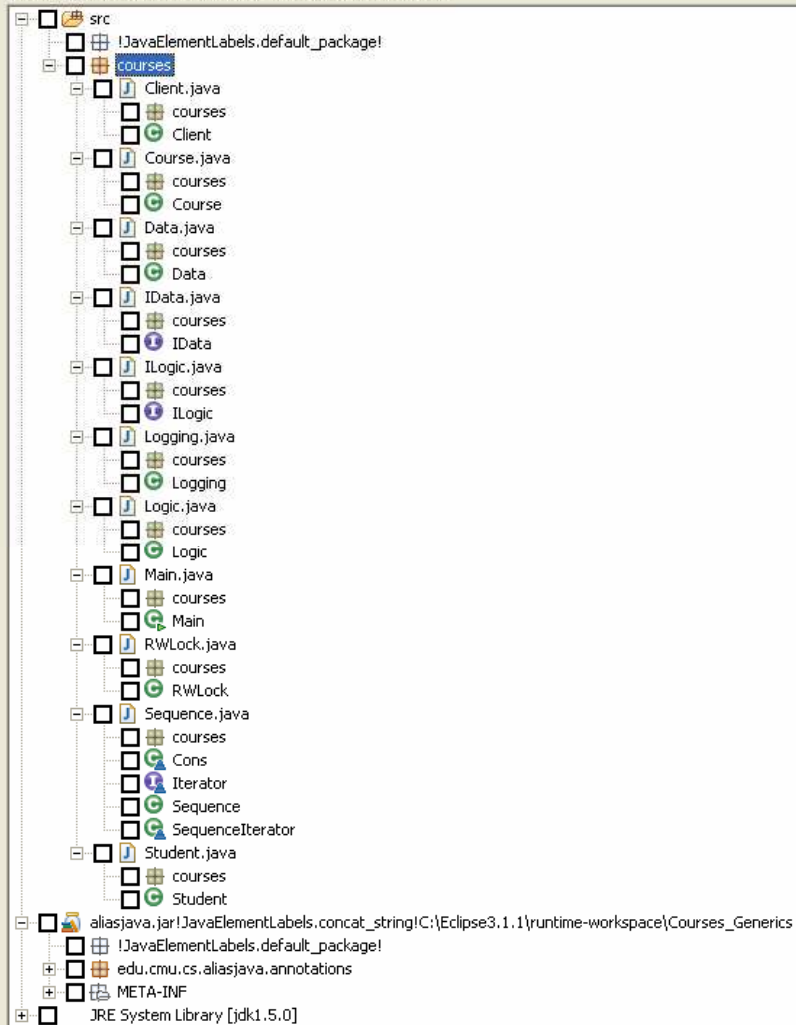 src
!JavaElementLabels.default_package!
courses
Client.java
courses
Client
Course.java
courses
Course
Data.java
courses
Data
IData.java
courses
IData
ILogic.java
courses
ILogic
Logging.java
courses
Logging
Logic.java
courses
Logic
Main.java
courses
Main
RWLock.java
courses
RWLock
Sequence.java
courses
Cons
Iterator
Sequence
SequenceIterator
Student.java
courses
Student
aliasjava.jar!JavaElementLabels.concat_string!C:\Eclipse3.1.1\runtime-workspace\Courses_Generics
!JavaElementLabels.default_package!
edu.cmu.cs.aliasjava.annotations
META-INF
JRE System Library [jdk1.5.0]